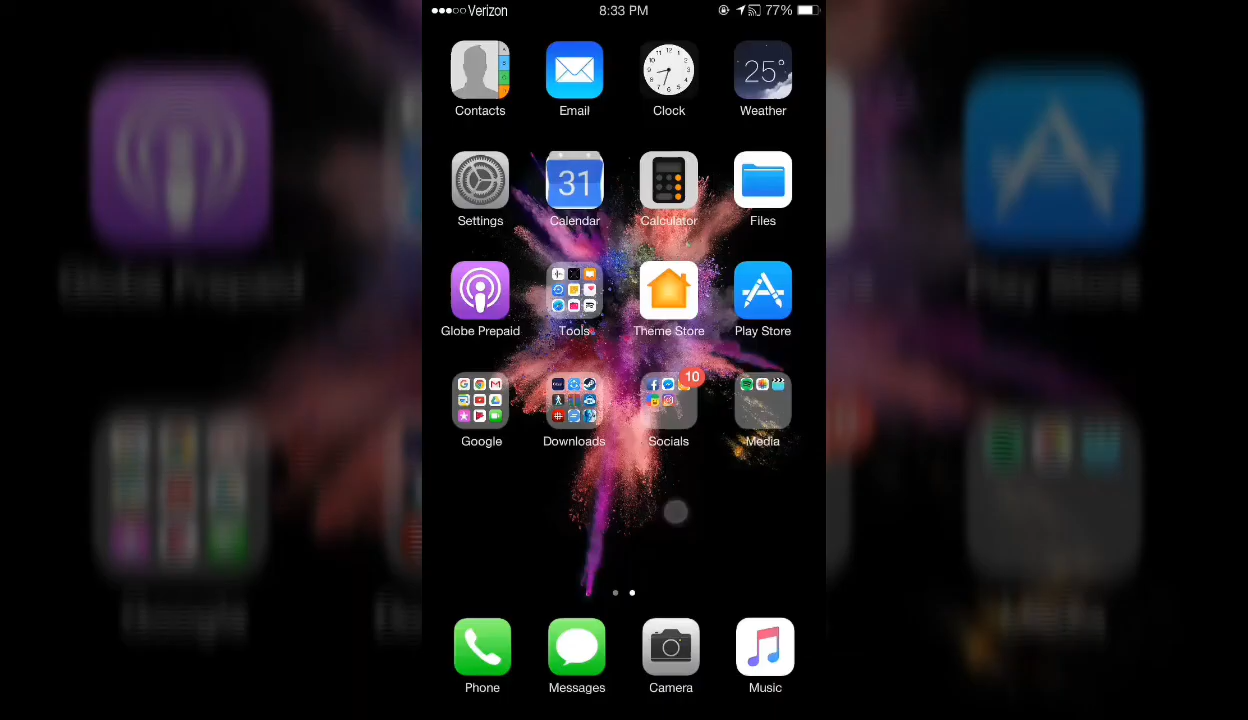 Verizon 8:33 PM 77%
Contacts Email Clock Weather
25°
31
Settings Calendar Calculator Files
Globe Prepaid Tools Theme Store Play Store
10
Google Downloads Socials Media
Phone Messages Camera Music